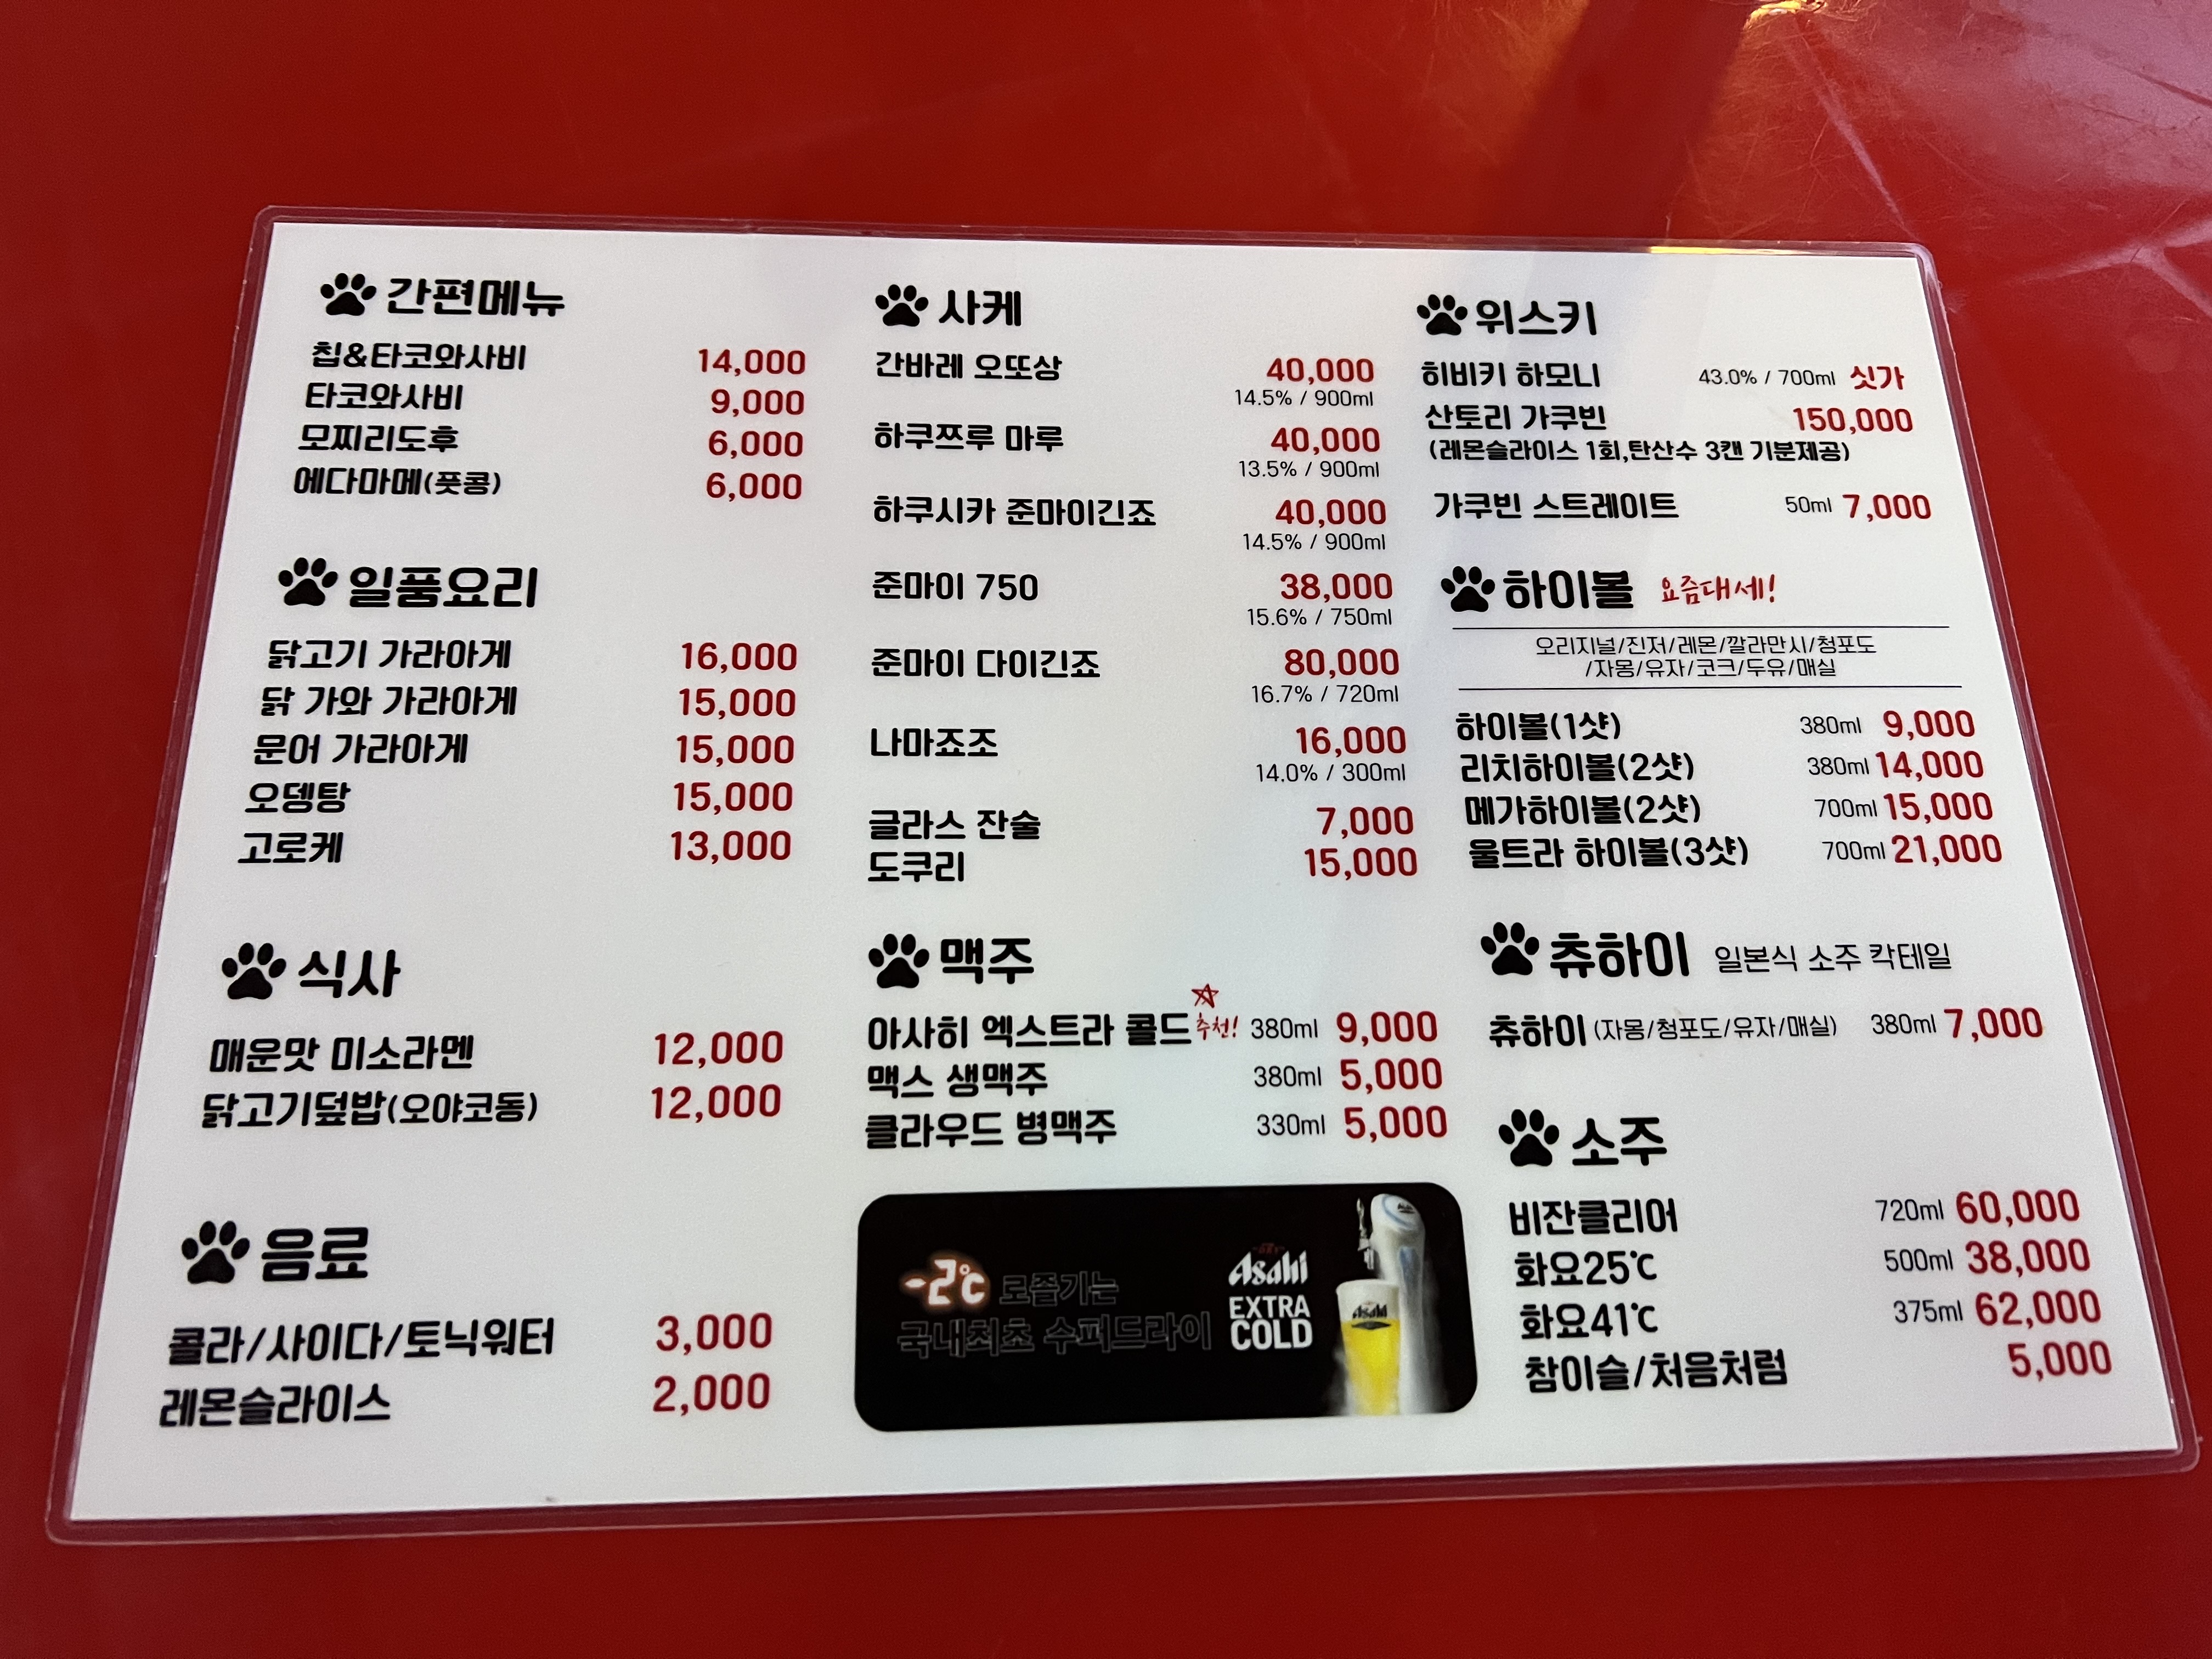 간편메뉴
칩&타코와사비 14,000
타코와사비 9,000
모찌리도후 6,000
에다마메(풋콩) 6,000
일품요리
닭고기 가라아게 16,000
닭 가와 가라아게 15,000
문어 가라아게 15,000
오뎅탕 15,000
고로케 13,000
식사
매운맛 미소라멘 12,000
닭고기덮밥(오야코동) 12,000
음료
콜라/사이다/토닉워터 3,000
레몬슬라이스 2,000
사케
간바레 오또상 40,000
14.5% / 900ml
하쿠쯔루 마루 40,000
13.5% / 900ml
하쿠시카 준마이긴죠 40,000
14.5% / 900ml
준마이 750 38,000
15.6% / 750ml
준마이 다이긴죠 80,000
16.7% / 720ml
나마죠조 16,000
14.0% / 300ml
글라스 잔술 7,000
도쿠리 15,000
맥주
아사히 엑스트라 콜드 추천! 380ml 9,000
맥스 생맥주 380ml 5,000
클라우드 병맥주 330ml 5,000
-2℃ 로즐기는
국내최초 수퍼드라이
Asahi
EXTRA
COLD
Asahi
위스키
히비키 하모니 43.0% / 700ml 싯가
산토리 가쿠빈 150,000
(레몬슬라이스 1회,탄산수 3캔 기분제공)
가쿠빈 스트레이트 50ml 7,000
하이볼 요즘대세!
오리지널/진저/레몬/깔라만시/청포도
/자몽/유자/코크/두유/매실
하이볼(1샷) 380ml 9,000
리치하이볼(2샷) 380ml 14,000
메가하이볼(2샷) 700ml 15,000
울트라 하이볼(3샷) 700ml 21,000
츄하이 일본식 소주 칵테일
츄하이(자몽/청포도/유자/매실) 380ml 7,000
소주
비잔클리어 720ml 60,000
화요25℃ 500ml 38,000
화요41℃ 375ml 62,000
참이슬/처음처럼 5,000